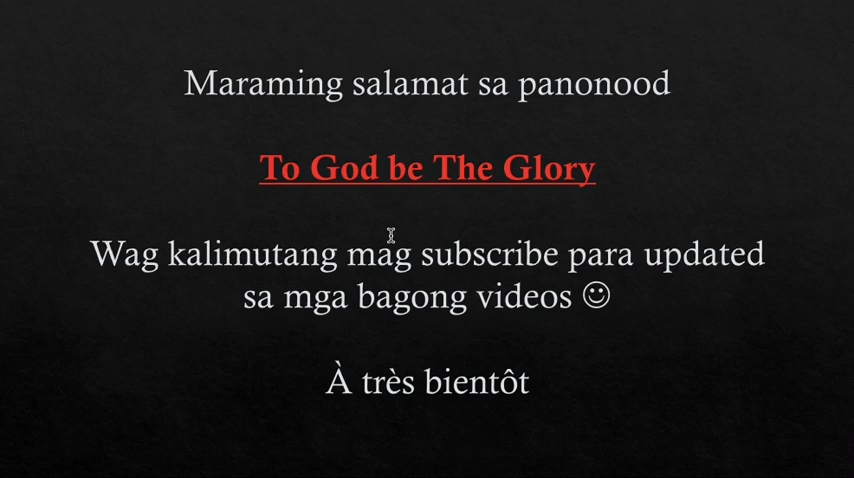 Maraming salamat sa panonood
To God be The Glory
Wag kalimutang mag subscribe para updated
sa mga bagong videos ☺
À très bientôt